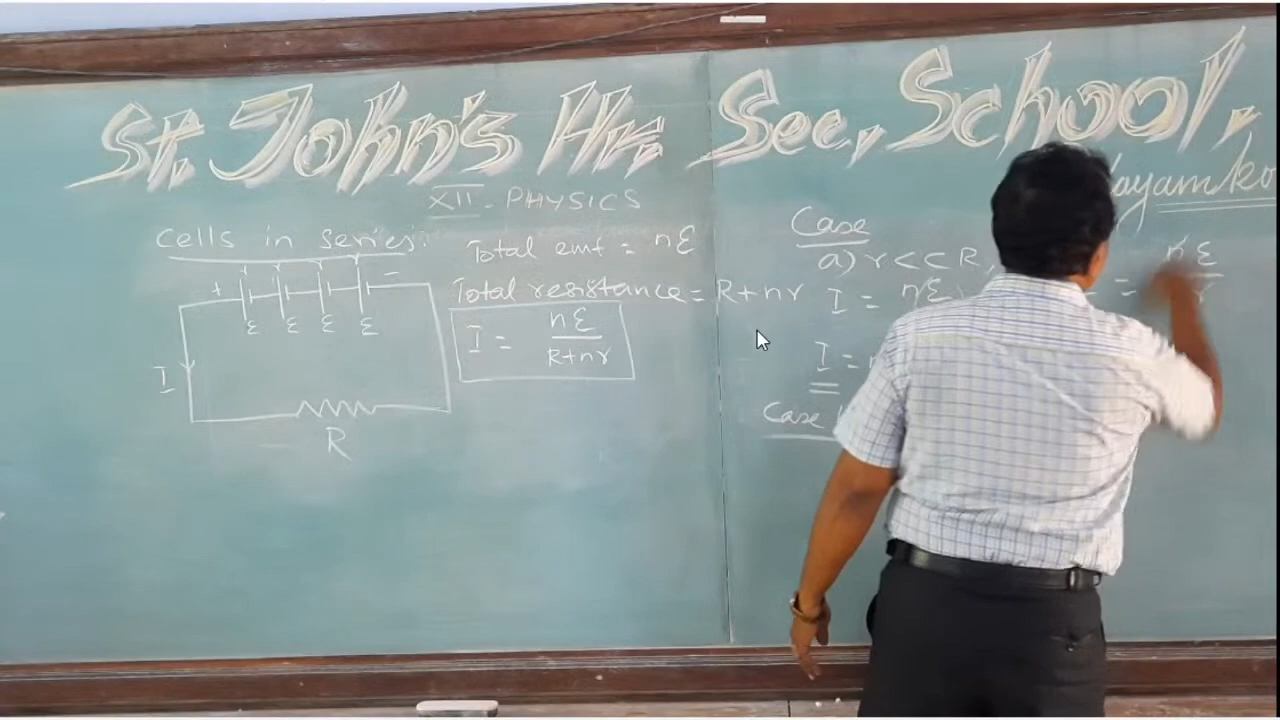 St. John's Hr. Sec. School,
XII - PHYSICS
Cells in series:
+ -
ε ε ε ε
I
R
Total emf = nε
Total resistance = R+nr
I = nε / R+nr
Case
a) r << R,
I = nε
I =
Case
= nε / r